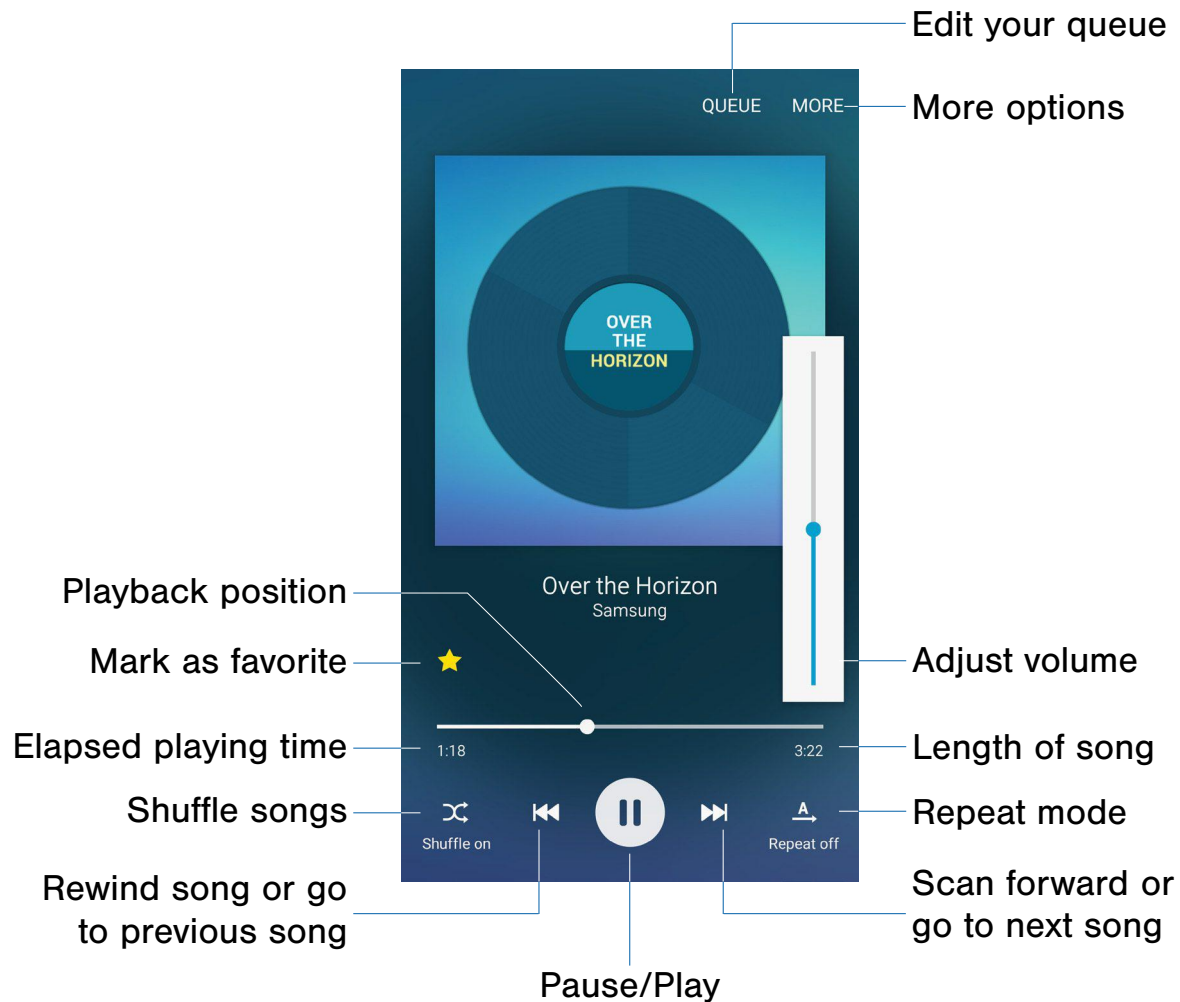 Edit your queue
QUEUE MORE
More options
OVER
THE
HORIZON
Over the Horizon
Samsung
Playback position
Mark as favorite
Adjust volume
Elapsed playing time
1:18
3:22
Length of song
Shuffle songs
Shuffle on
A
Repeat off
Repeat mode
Rewind song or go
to previous song
Scan forward or
go to next song
Pause/Play